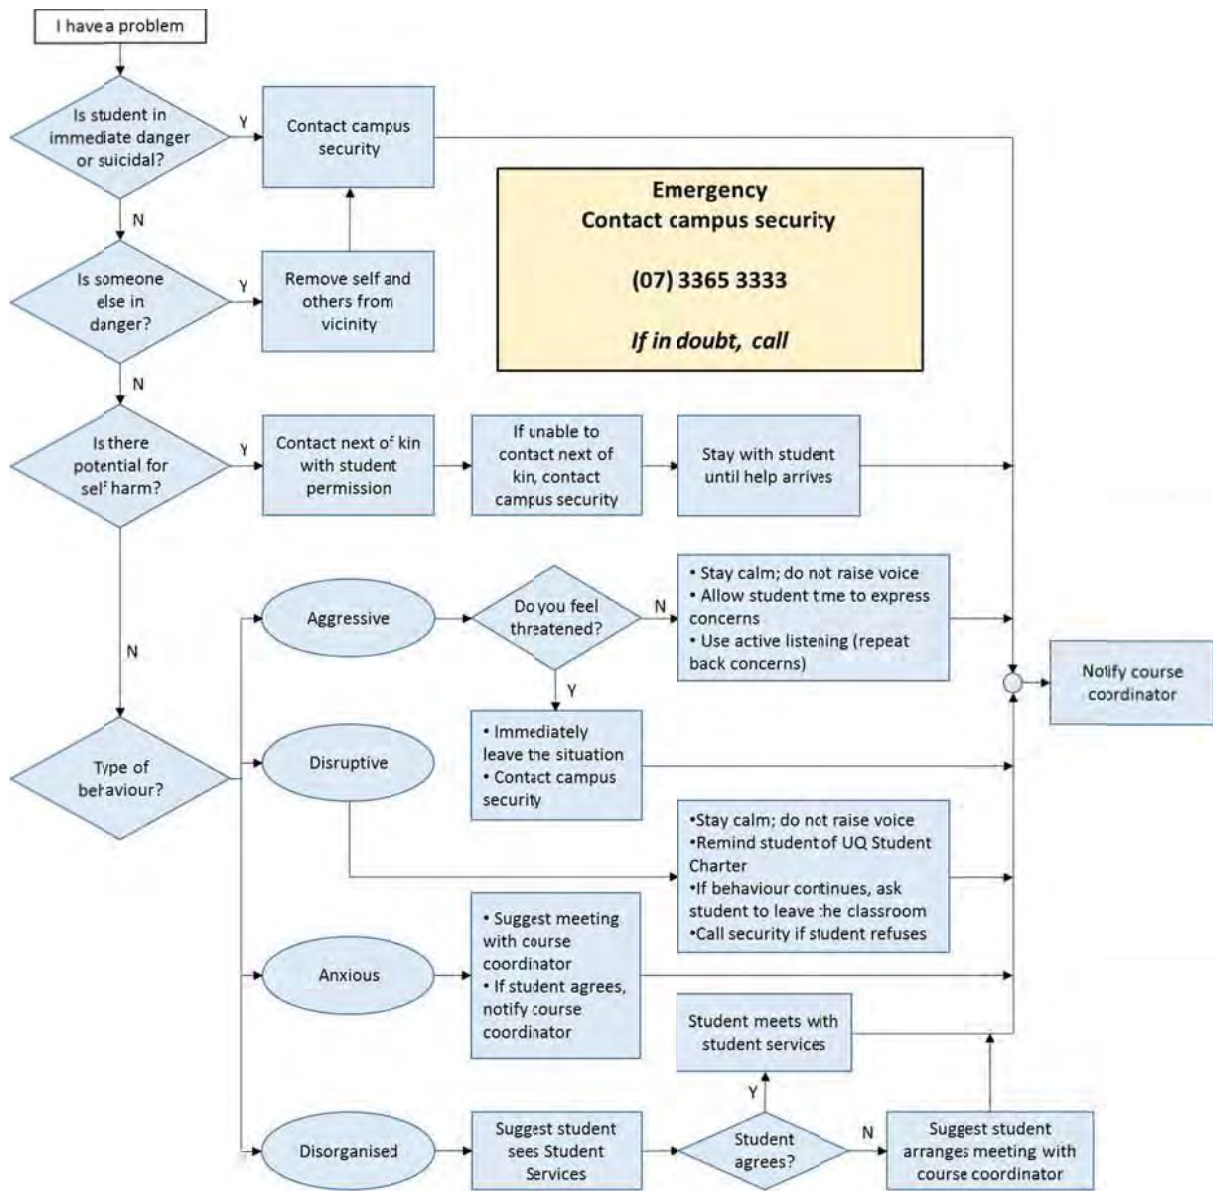 I have a problem
Is student in
immediate danger
or suicidal?
Y
Contact campus
security
N
Emergency
Contact campus security
(07) 3365 3333
If in doubt, call
Is someone
else in
danger?
Y
Remove self and
others from
vicinity
N
Is there
potential for
self harm?
Y
Contact next of kin
with student
permission
If unable to
contact next of
kin, contact
campus security
Stay with student
until help arrives
N
Aggressive
Do you feel
threatened?
N
• Stay calm; do not raise voice
• Allow student time to express
concerns
• Use active listening (repeat
back concerns)
Y
Notify course
coordinator
Type of
behaviour?
Disruptive
• Immediately
leave the situation
• Contact campus
security
•Stay calm; do not raise voice
•Remind student of UQ Student
Charter
•If behaviour continues, ask
student to leave the classroom
•Call security if student refuses
Anxious
• Suggest meeting
with course
coordinator
• If student agrees,
notify course
coordinator
Student meets with
student services
Y
Disorganised
Suggest student
sees Student
Services
Student
agrees?
N
Suggest student
arranges meeting with
course coordinator